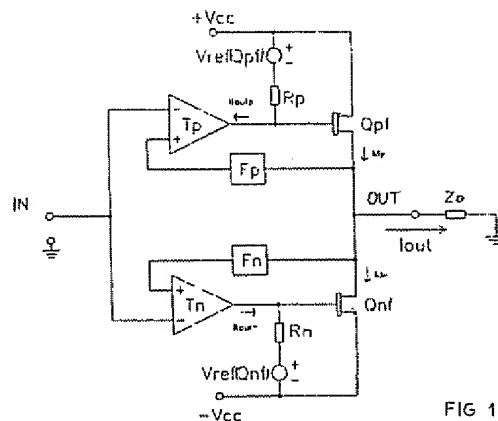 +Vcc
Vref(Qpf)
+
−
Rp
−
Tp
+
Qpf
Fp
IN
OUT
Zo
Iout
Fn
+
Tn
−
Qnf
Rn
+
Vref(Qnf)
−
−Vcc
FIG 1